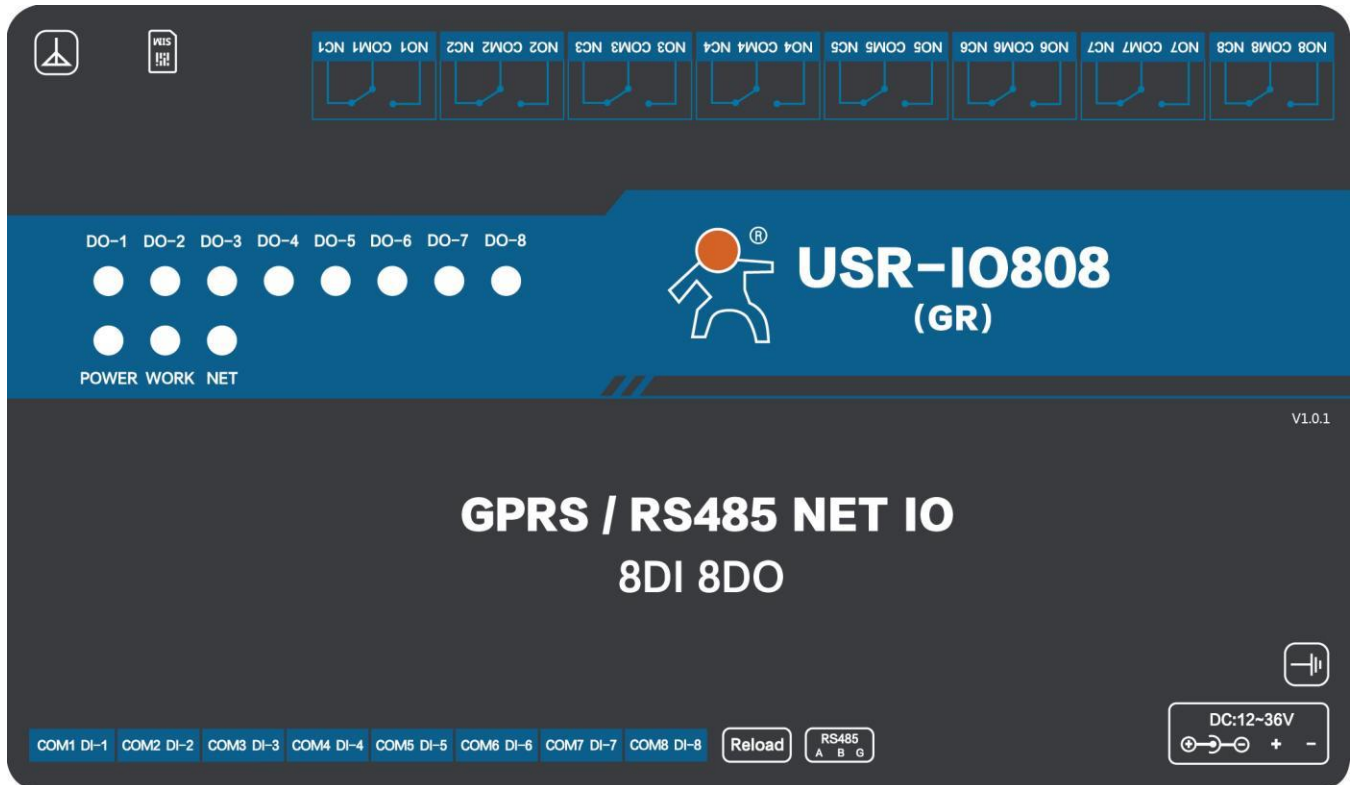 SIM
NO8 COM8 NC8
NO7 COM7 NC7
NO6 COM6 NC6
NO5 COM5 NC5
NO4 COM4 NC4
NO3 COM3 NC3
NO2 COM2 NC2
NO1 COM1 NC1
DO-1 DO-2 DO-3 DO-4 DO-5 DO-6 DO-7 DO-8
POWER WORK NET
®
USR-IO808
(GR)
V1.0.1
GPRS / RS485 NET IO
8DI 8DO
COM1 DI-1 COM2 DI-2 COM3 DI-3 COM4 DI-4 COM5 DI-5 COM6 DI-6 COM7 DI-7 COM8 DI-8
Reload
RS485
A B G
DC:12~36V
+ -